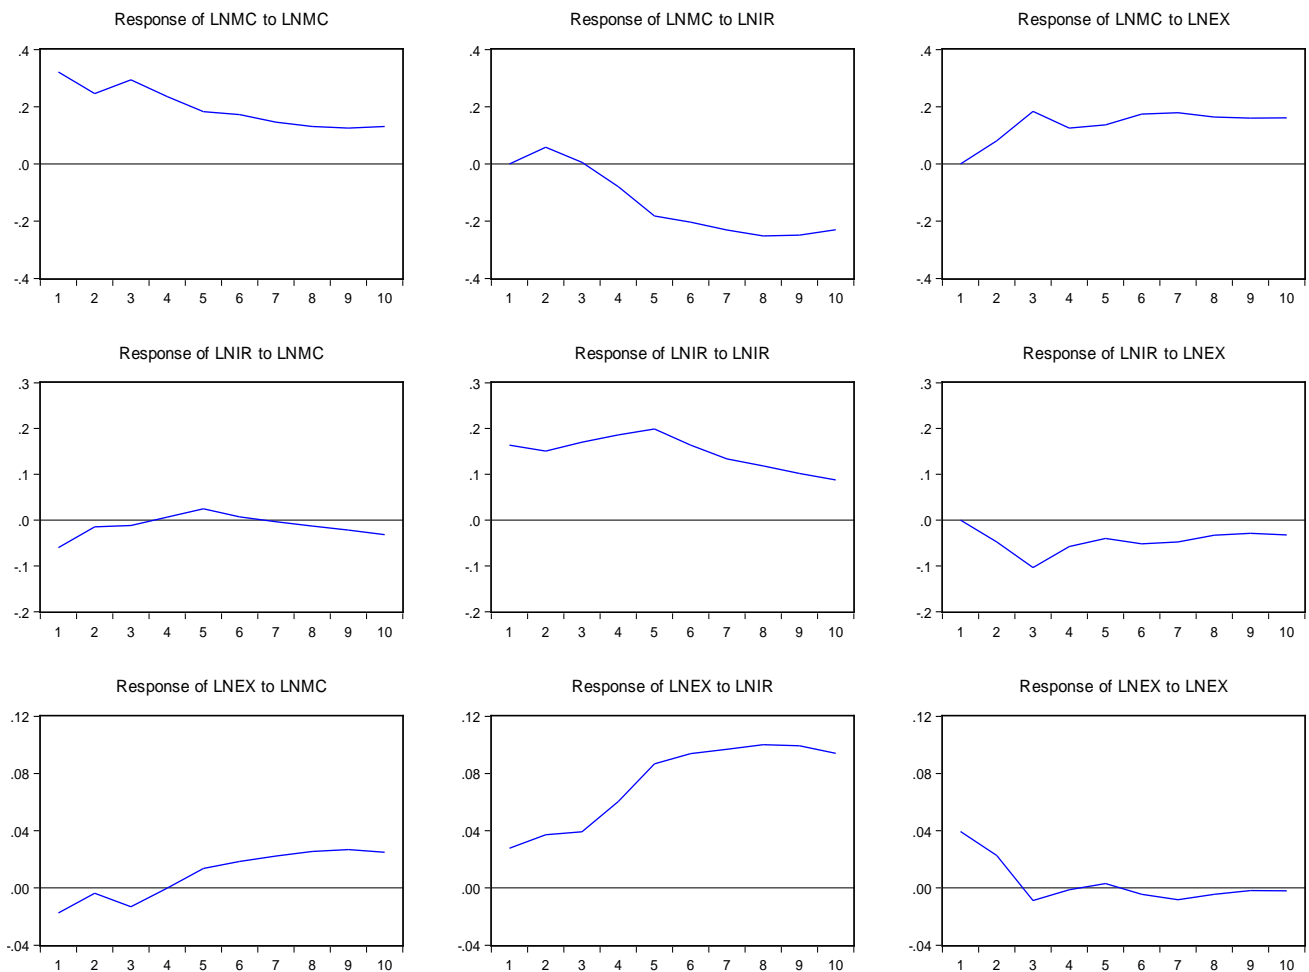 Response of LNMC to LNMC
.4
.2
.0
-.2
-.4
1 2 3 4 5 6 7 8 9 10
Response of LNMC to LNIR
.4
.2
.0
-.2
-.4
1 2 3 4 5 6 7 8 9 10
Response of LNMC to LNEX
.4
.2
.0
-.2
-.4
1 2 3 4 5 6 7 8 9 10
Response of LNIR to LNMC
.3
.2
.1
.0
-.1
-.2
1 2 3 4 5 6 7 8 9 10
Response of LNIR to LNIR
.3
.2
.1
.0
-.1
-.2
1 2 3 4 5 6 7 8 9 10
Response of LNIR to LNEX
.3
.2
.1
.0
-.1
-.2
1 2 3 4 5 6 7 8 9 10
Response of LNEX to LNMC
.12
.08
.04
.00
-.04
1 2 3 4 5 6 7 8 9 10
Response of LNEX to LNIR
.12
.08
.04
.00
-.04
1 2 3 4 5 6 7 8 9 10
Response of LNEX to LNEX
.12
.08
.04
.00
-.04
1 2 3 4 5 6 7 8 9 10